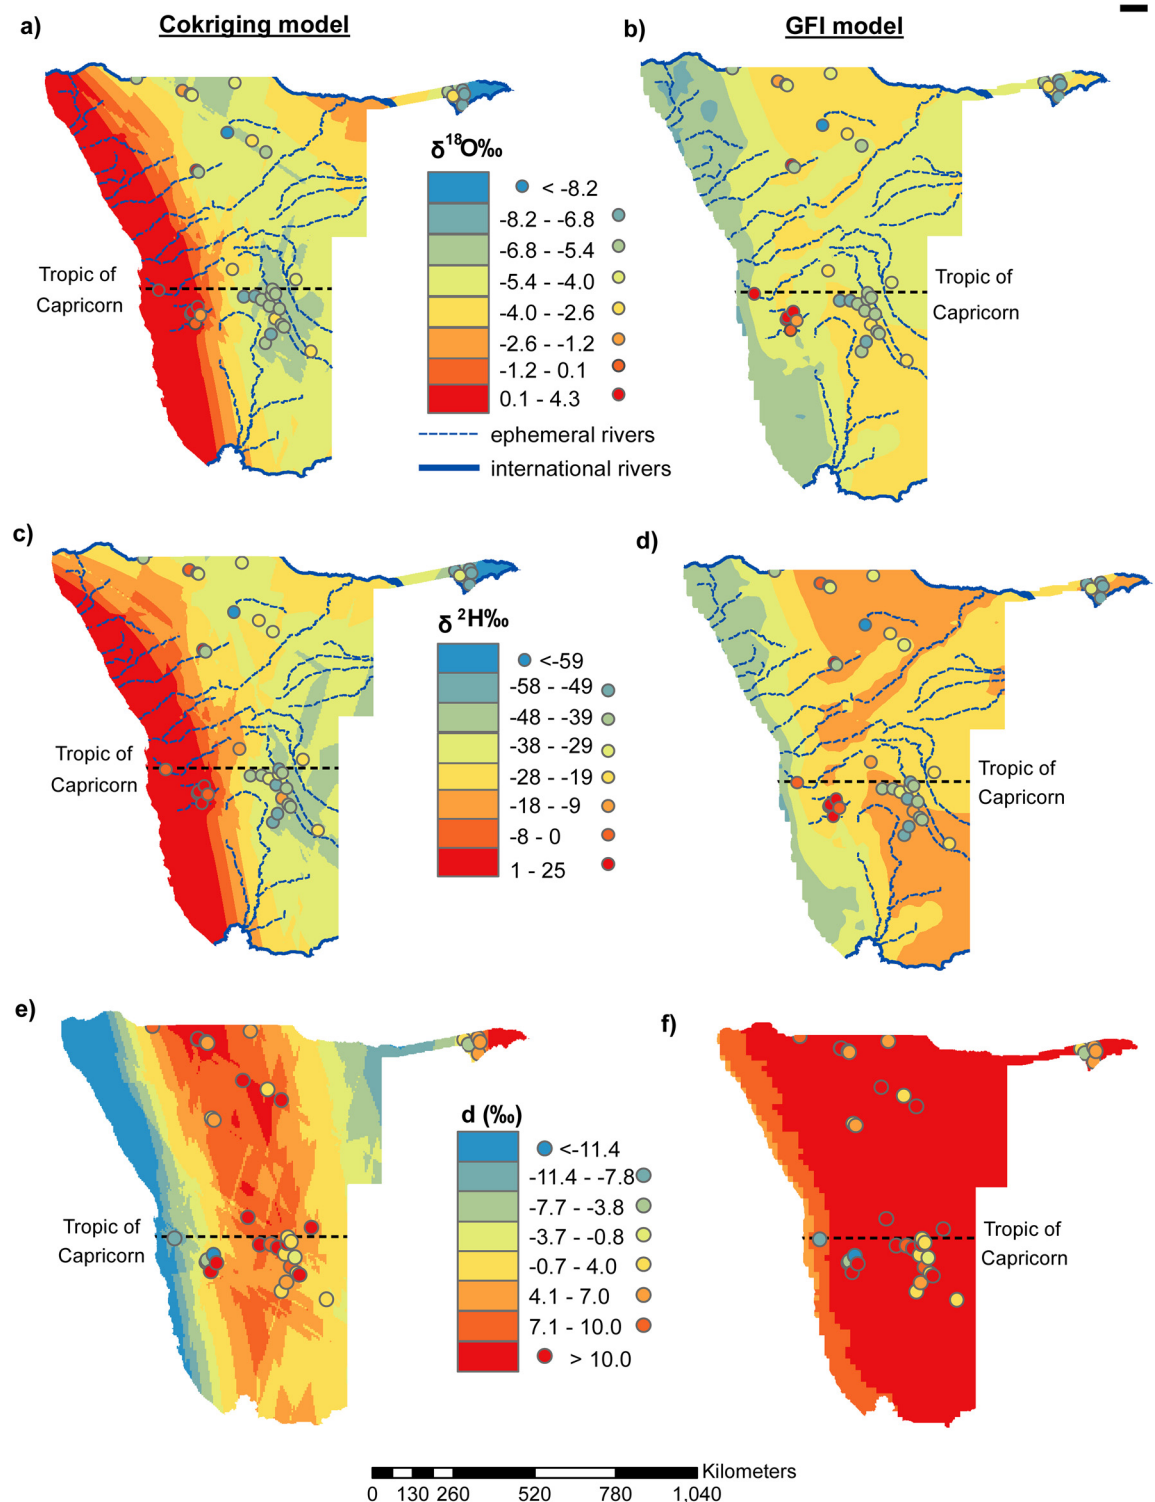 a)
Cokriging model
b)
GFI model
δ18O‰
< -8.2
-8.2 - -6.8
-6.8 - -5.4
-5.4 - -4.0
-4.0 - -2.6
-2.6 - -1.2
-1.2 - 0.1
0.1 - 4.3
ephemeral rivers
international rivers
Tropic of
Capricorn
Tropic of
Capricorn
c)
d)
δ 2H‰
<-59
-58 - -49
-48 - -39
-38 - -29
-28 - -19
-18 - -9
-8 - 0
1 - 25
Tropic of
Capricorn
Tropic of
Capricorn
e)
f)
d (‰)
<-11.4
-11.4 - -7.8
-7.7 - -3.8
-3.7 - -0.8
-0.7 - 4.0
4.1 - 7.0
7.1 - 10.0
> 10.0
Tropic of
Capricorn
Tropic of
Capricorn
Kilometers
0 130 260 520 780 1,040